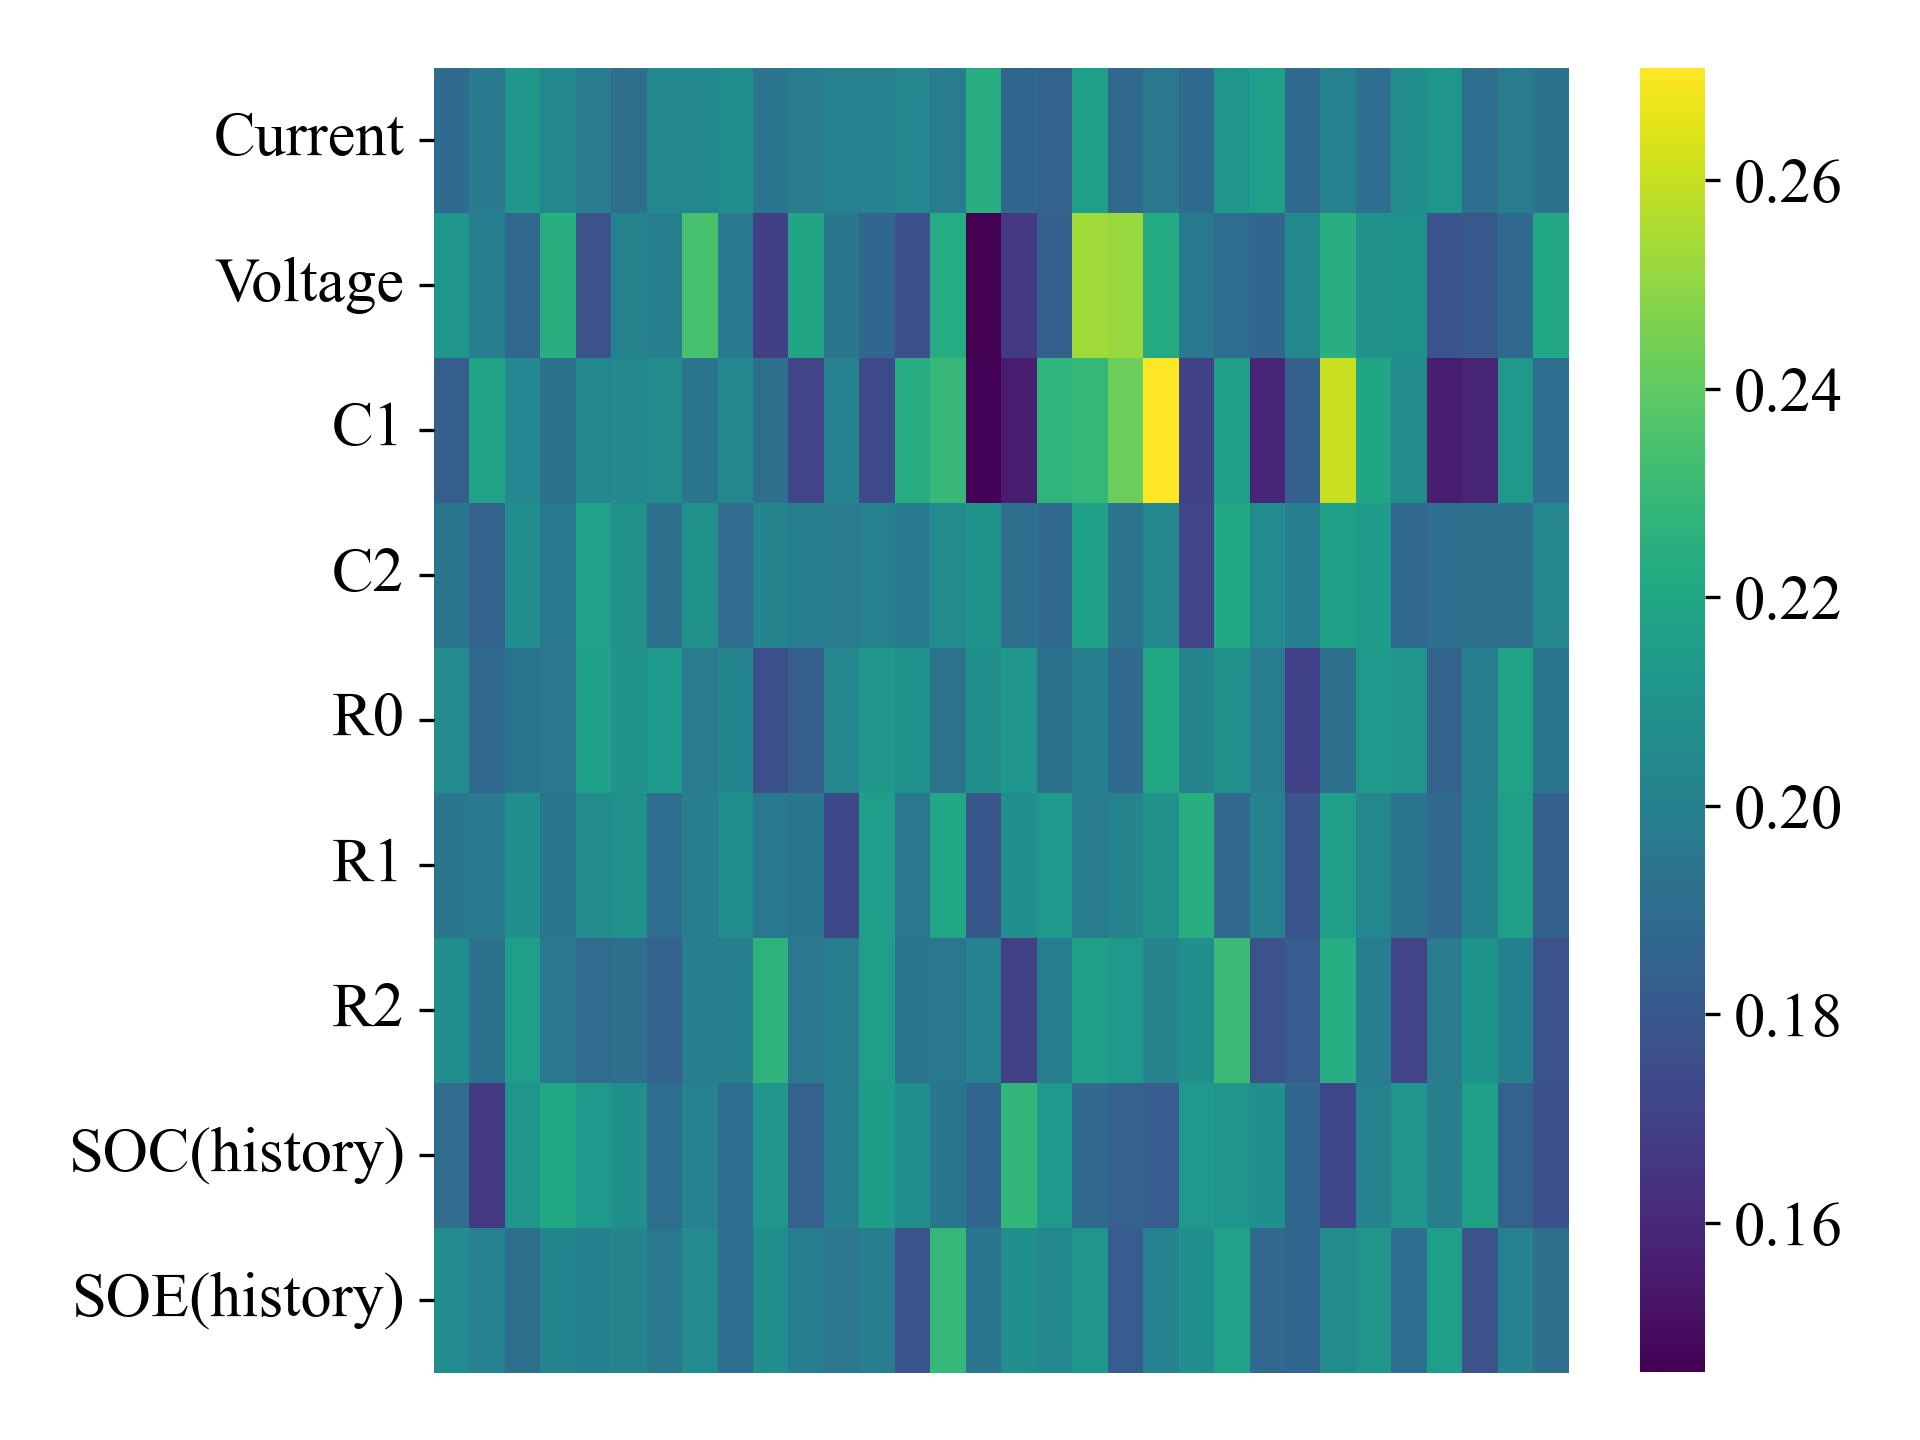 Current
Voltage
C1
C2
R0
R1
R2
SOC(history)
SOE(history)
0.26
0.24
0.22
0.20
0.18
0.16